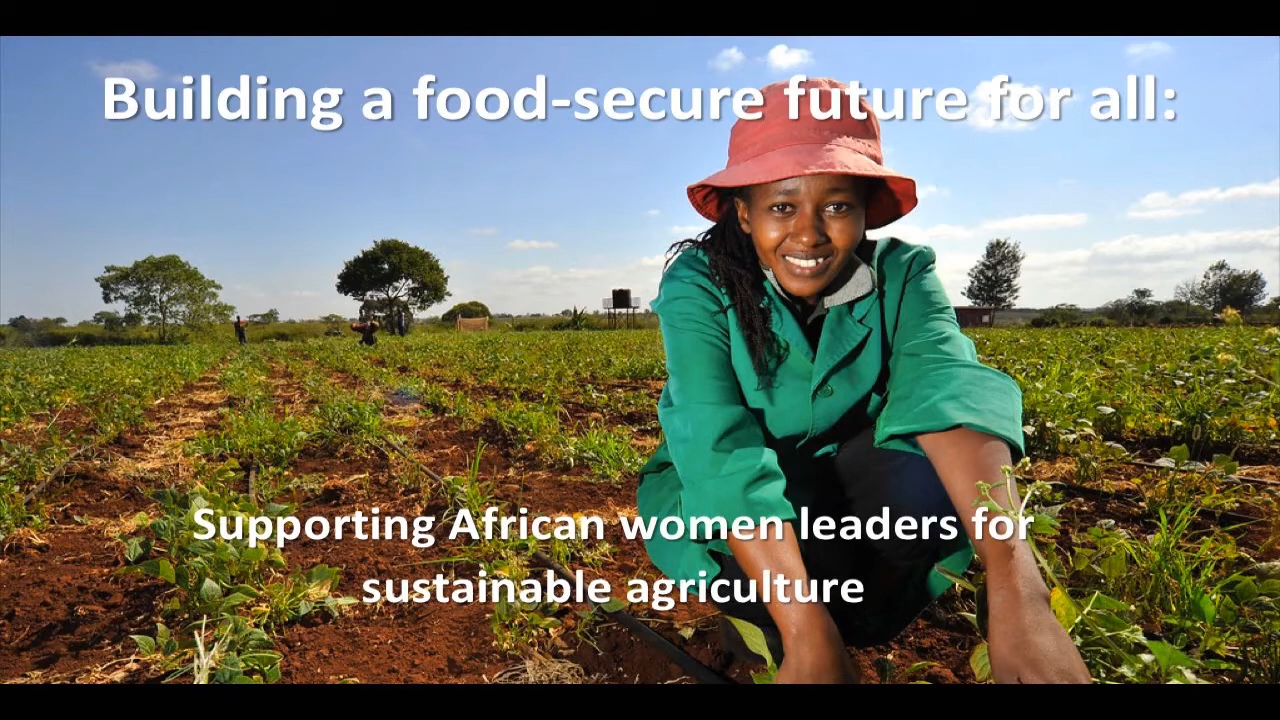 Building a food-secure future for all:
Supporting African women leaders for
sustainable agriculture